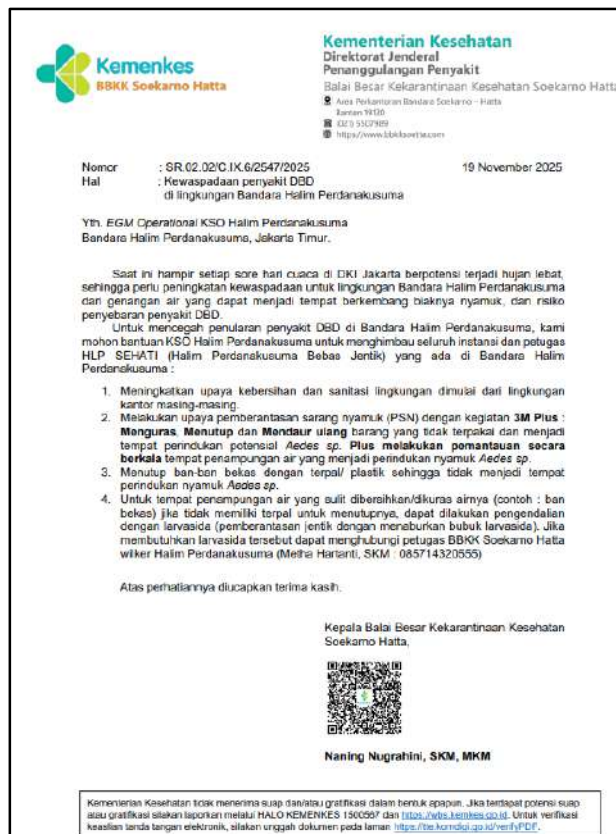 Kemenkes
BBKK Soekarno Hatta
Kementerian Kesehatan
Direktorat Jenderal
Penanggulangan Penyakit
Balai Besar Kekarantinaan Kesehatan Soekarno Hatta
Area Perkantoran Bandara Soekarno - Hatta
Banten 19120
(021) 5507989
Nomor : SR.02.02/C.IX.6/2547/2025 19 November 2025
Hal : Kewaspadaan penyakit DBD
di lingkungan Bandara Halim Perdanakusuma
Yth. EGM Operational KSO Halim Perdanakusuma
Bandara Halim Perdanakusuma, Jakarta Timur.
Saat ini hampir setiap sore hari cuaca di DKI Jakarta berpotensi terjadi hujan lebat,
sehingga perlu peningkatan kewaspadaan untuk lingkungan Bandara Halim Perdanakusuma
dari genangan air yang dapat menjadi tempat berkembang biaknya nyamuk, dan risiko
penyebaran penyakit DBD.
Untuk mencegah penularan penyakit DBD di Bandara Halim Perdanakusuma, kami
mohon bantuan KSO Halim Perdanakusuma untuk menghimbau seluruh instansi dan petugas
HLP SEHATI (Halim Perdanakusuma Bebas Jentik) yang ada di Bandara Halim
Perdanakusuma :
1. Meningkatkan upaya kebersihan dan sanitasi lingkungan dimulai dari lingkungan
kantor masing-masing.
2. Melakukan upaya pemberantasan sarang nyamuk (PSN) dengan kegiatan 3M Plus :
Menguras, Menutup dan Mendaur ulang barang yang tidak terpakai dan menjadi
tempat perindukan potensial Aedes sp. Plus melakukan pemantauan secara
berkala tempat penampungan air yang menjadi perindukan nyamuk Aedes sp.
3. Menutup ban-ban bekas dengan terpal/ plastik sehingga tidak menjadi tempat
perindukan nyamuk Aedes sp.
4. Untuk tempat penampungan air yang sulit dibersihkan/dikuras airnya (contoh : ban
bekas) jika tidak memiliki terpal untuk menutupnya, dapat dilakukan pengendalian
dengan larvasida (pemberantasan jentik dengan menaburkan bubuk larvasida). Jika
membutuhkan larvasida tersebut dapat menghubungi petugas BBKK Soekarno Hatta
wilker Halim Perdanakusuma (Metha Hartanti, SKM : 085714320555)
Atas perhatiannya diucapkan terima kasih.
Kepala Balai Besar Kekarantinaan Kesehatan
Soekarno Hatta,
Naning Nugrahini, SKM, MKM
Kementerian Kesehatan tidak menerima suap dan/atau gratifikasi dalam bentuk apapun. Jika terdapat potensi suap
atau gratifikasi silakan laporkan melalui HALO KEMENKES 1500567 dan https://wbs.kemkes.go.id. Untuk verifikasi
keaslian tanda tangan elektronik, silakan unggah dokumen pada laman https://tte.komdigi.go.id/verifyPDF.